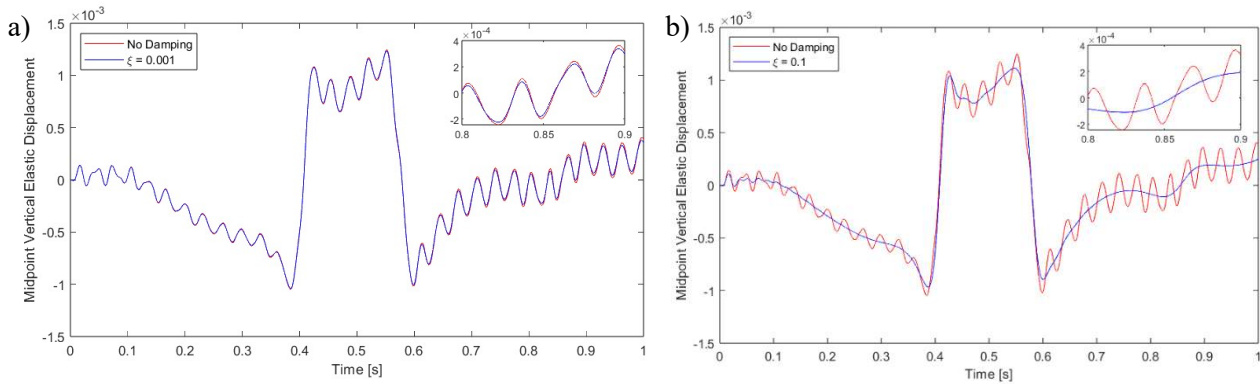 a)
×10⁻³
1.5
1
0.5
0
-0.5
-1
-1.5
Midpoint Vertical Elastic Displacement
No Damping
ξ = 0.001
×10⁻⁴
4
2
0
-2
0.8 0.85 0.9
0 0.1 0.2 0.3 0.4 0.5 0.6 0.7 0.8 0.9 1
Time [s]
b)
×10⁻³
1.5
1
0.5
0
-0.5
-1
-1.5
Midpoint Vertical Elastic Displacement
No Damping
ξ = 0.1
×10⁻⁴
4
2
0
-2
0.8 0.85 0.9
0 0.1 0.2 0.3 0.4 0.5 0.6 0.7 0.8 0.9 1
Time [s]